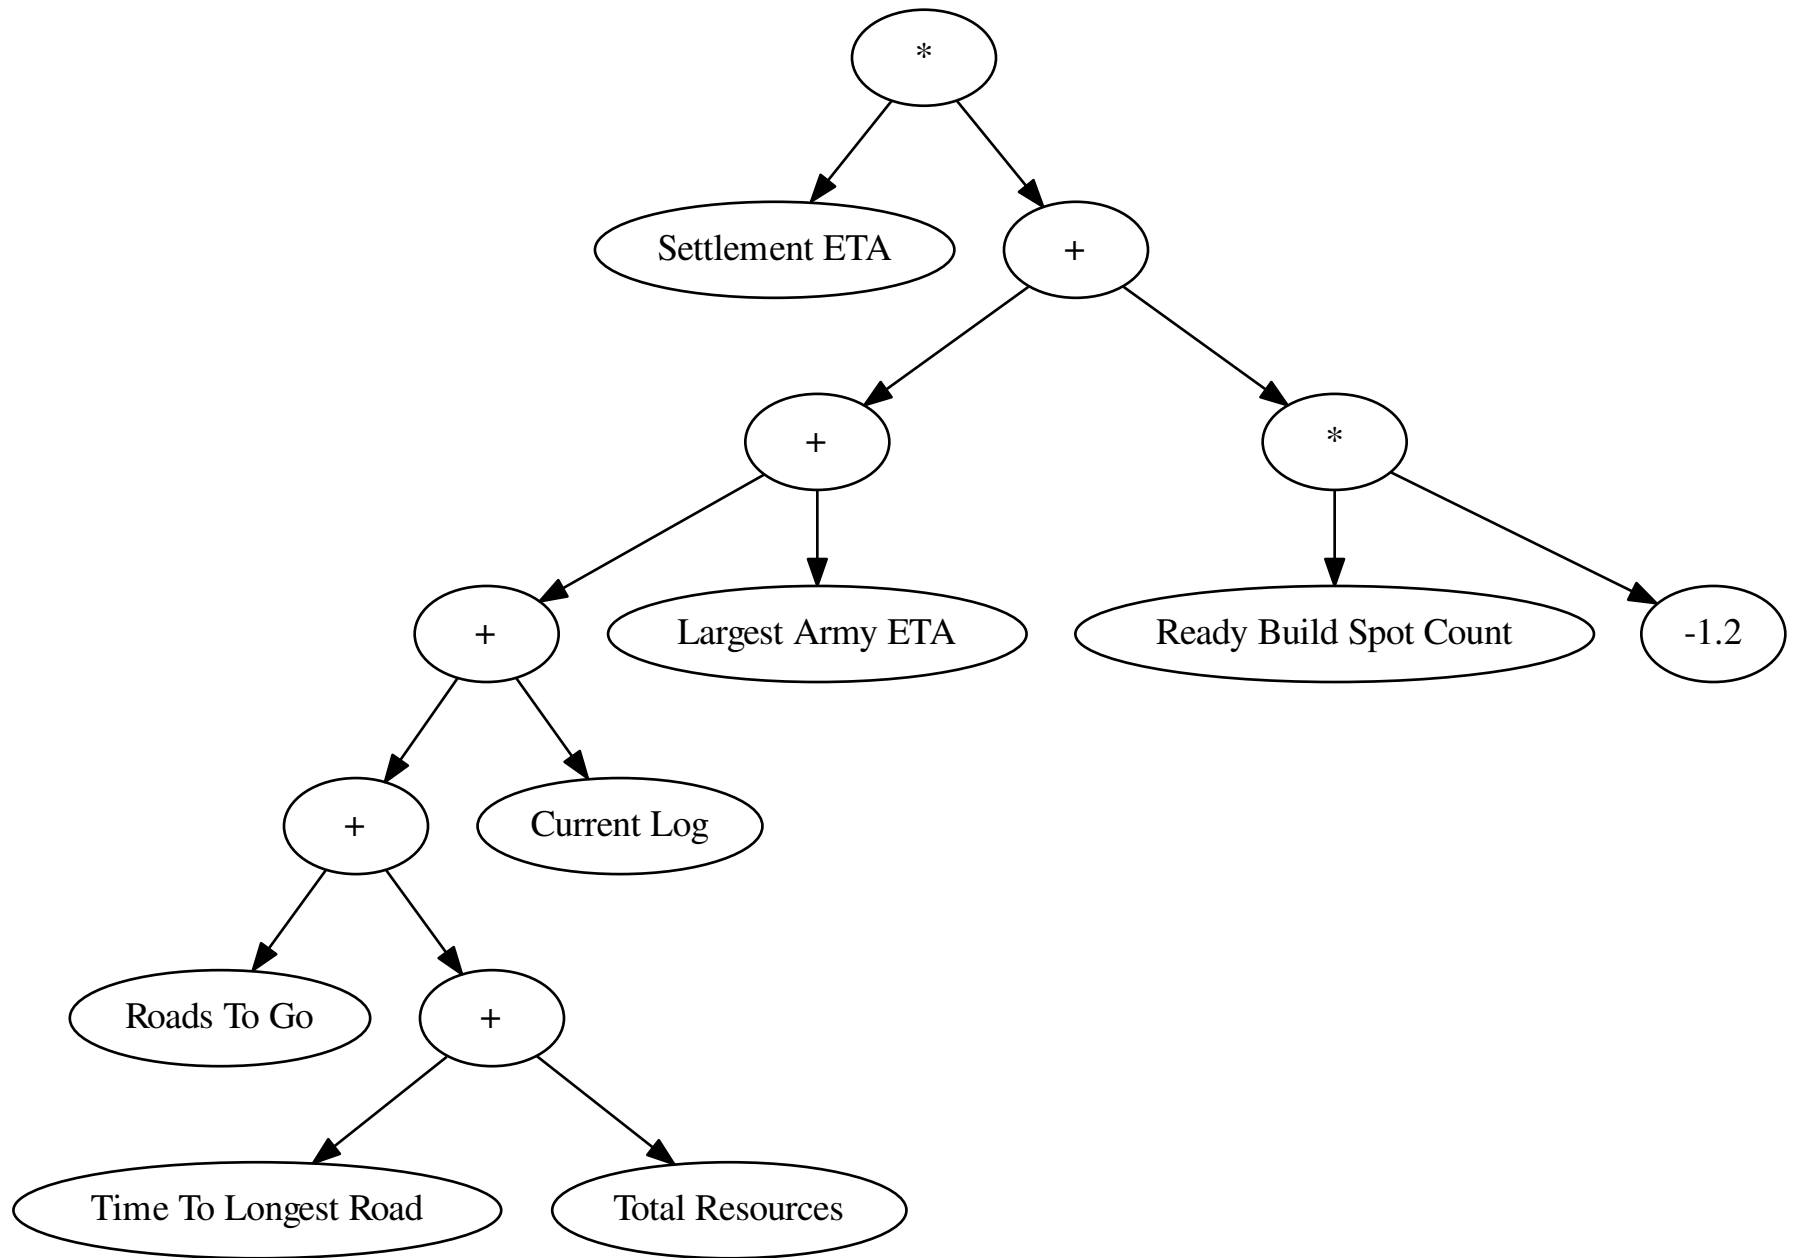 *
Settlement ETA
+
+
*
+
Largest Army ETA
Ready Build Spot Count
-1.2
+
Current Log
Roads To Go
+
Time To Longest Road
Total Resources